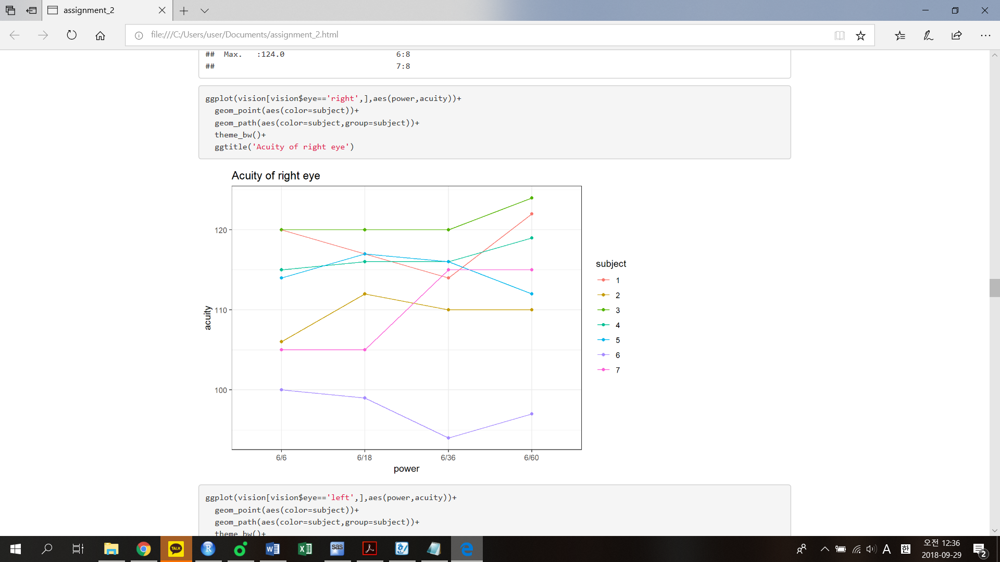 assignment_2
file:///C:/Users/user/Documents/assignment_2.html
##  Max.   :124.0                        6:8
##                                       7:8
ggplot(vision[vision$eye=='right',],aes(power,acuity))+
  geom_point(aes(color=subject))+
  geom_path(aes(color=subject,group=subject))+
  theme_bw()+
  ggtitle('Acuity of right eye')
Acuity of right eye
120
110
100
acuity
6/6 6/18 6/36 6/60
power
subject
1
2
3
4
5
6
7
ggplot(vision[vision$eye=='left',],aes(power,acuity))+
  geom_point(aes(color=subject))+
  geom_path(aes(color=subject,group=subject))+
  theme_bw()+
TALK
R
W
X
sas
A
한
오전 12:36
2018-09-29
2